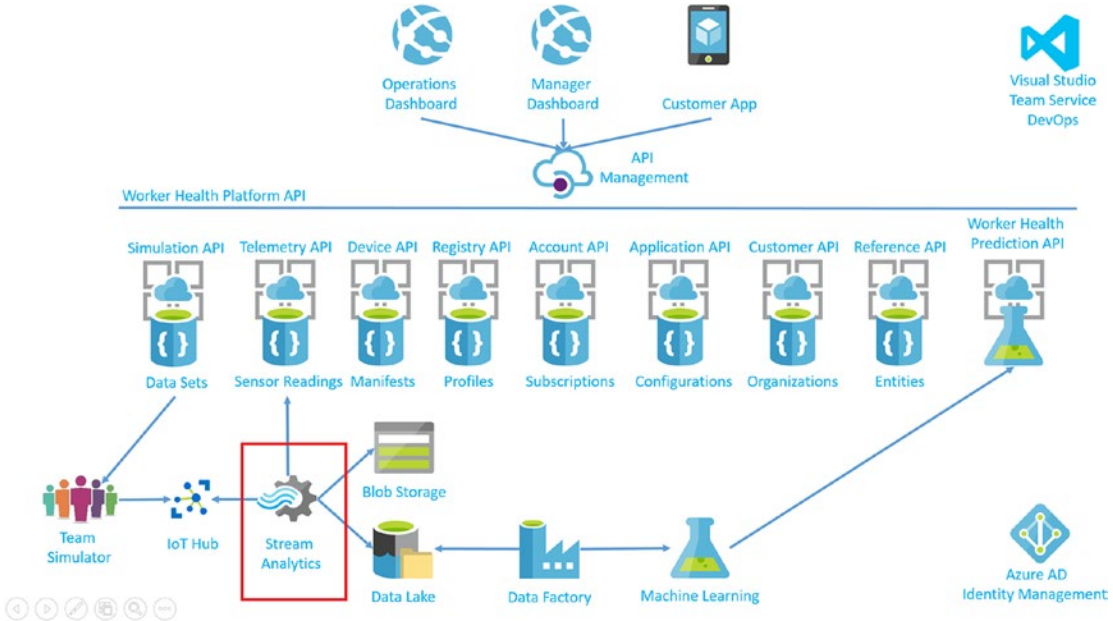 Operations
Dashboard
Manager
Dashboard
Customer App
Visual Studio
Team Service
DevOps
API
Management
Worker Health Platform API
Simulation API
Telemetry API
Device API
Registry API
Account API
Application API
Customer API
Reference API
Worker Health
Prediction API
{ }
{ }
{ }
{ }
{ }
{ }
{ }
{ }
Data Sets
Sensor Readings
Manifests
Profiles
Subscriptions
Configurations
Organizations
Entities
Blob Storage
Team
Simulator
IoT Hub
Stream
Analytics
Data Lake
Data Factory
Machine Learning
Azure AD
Identity Management